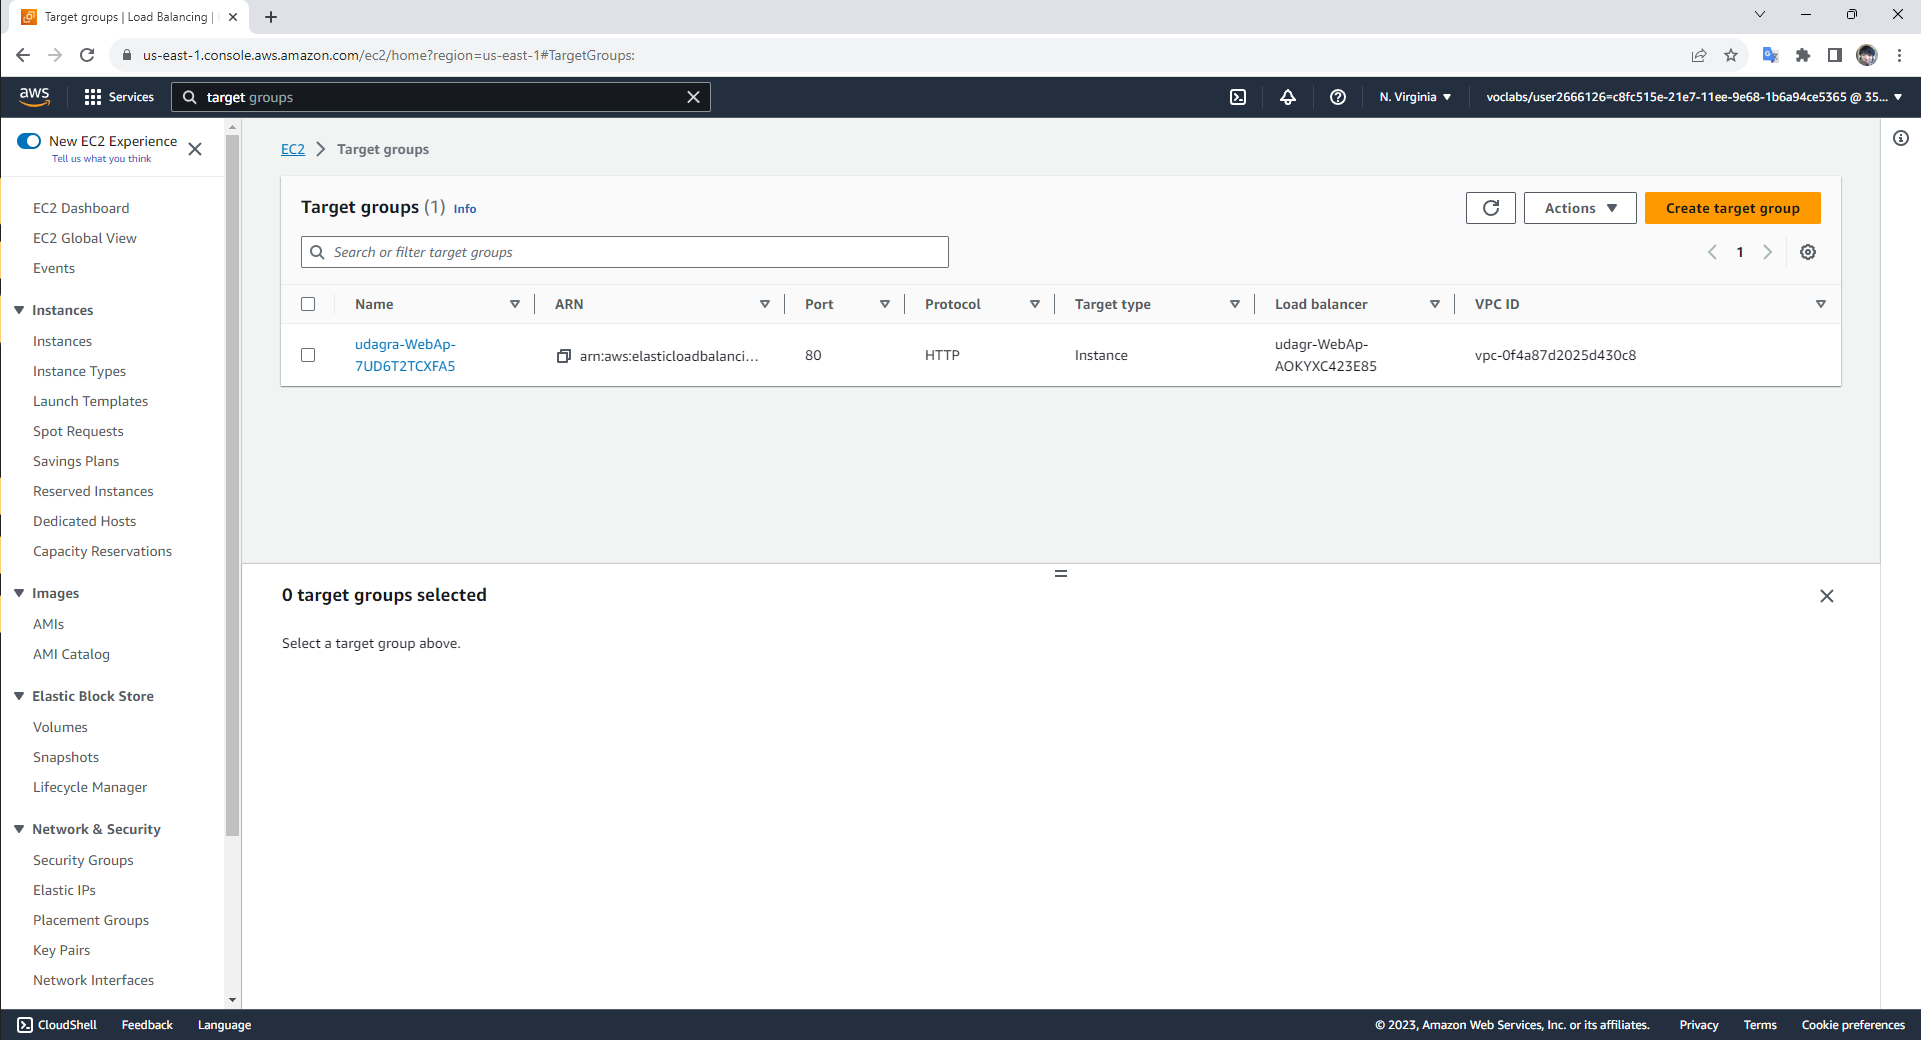 Target groups | Load Balancing |
us-east-1.console.aws.amazon.com/ec2/home?region=us-east-1#TargetGroups:
aws
Services
target groups
N. Virginia
voclabs/user2666126=c8fc515e-21e7-11ee-9e68-1b6a94ce5365 @ 35...
New EC2 Experience
Tell us what you think
EC2 Dashboard
EC2 Global View
Events
Instances
Instances
Instance Types
Launch Templates
Spot Requests
Savings Plans
Reserved Instances
Dedicated Hosts
Capacity Reservations
Images
AMIs
AMI Catalog
Elastic Block Store
Volumes
Snapshots
Lifecycle Manager
Network & Security
Security Groups
Elastic IPs
Placement Groups
Key Pairs
Network Interfaces
EC2 > Target groups
Target groups (1) Info
Actions
Create target group
Search or filter target groups
1
Name ARN Port Protocol Target type Load balancer VPC ID
udagra-WebAp-
7UD6T2TCXFA5
arn:aws:elasticloadbalanci...
80
HTTP
Instance
udagr-WebAp-
AOKYXC423E85
vpc-0f4a87d2025d430c8
0 target groups selected
Select a target group above.
CloudShell Feedback Language
© 2023, Amazon Web Services, Inc. or its affiliates. Privacy Terms Cookie preferences